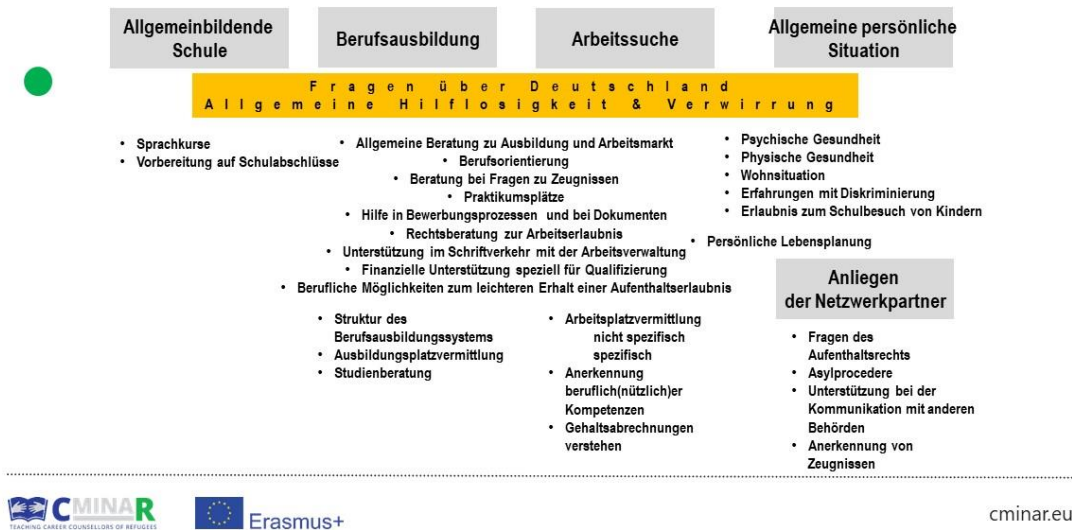 Allgemeinbildende
Schule
Berufsausbildung
Arbeitssuche
Allgemeine persönliche
Situation
Fragen über Deutschland
Allgemeine Hilflosigkeit & Verwirrung
• Sprachkurse
• Vorbereitung auf Schulabschlüsse
• Allgemeine Beratung zu Ausbildung und Arbeitsmarkt
• Berufsorientierung
• Beratung bei Fragen zu Zeugnissen
• Praktikumsplätze
• Hilfe in Bewerbungsprozessen und bei Dokumenten
• Rechtsberatung zur Arbeitserlaubnis
• Unterstützung im Schriftverkehr mit der Arbeitsverwaltung
• Finanzielle Unterstützung speziell für Qualifizierung
• Berufliche Möglichkeiten zum leichteren Erhalt einer Aufenthaltserlaubnis
• Struktur des
Berufsausbildungssystems
• Ausbildungsplatzvermittlung
• Studienberatung
• Arbeitsplatzvermittlung
nicht spezifisch
spezifisch
• Anerkennung
beruflich(nützlich)er
Kompetenzen
• Gehaltsabrechnungen
verstehen
• Psychische Gesundheit
• Physische Gesundheit
• Wohnsituation
• Erfahrungen mit Diskriminierung
• Erlaubnis zum Schulbesuch von Kindern
• Persönliche Lebensplanung
Anliegen
der Netzwerkpartner
• Fragen des
Aufenthaltsrechts
• Asylprocedere
• Unterstützung bei der
Kommunikation mit anderen
Behörden
• Anerkennung von
Zeugnissen
CMINAR
TEACHING CAREER COUNSELLORS OF REFUGEES
Erasmus+
cminar.eu